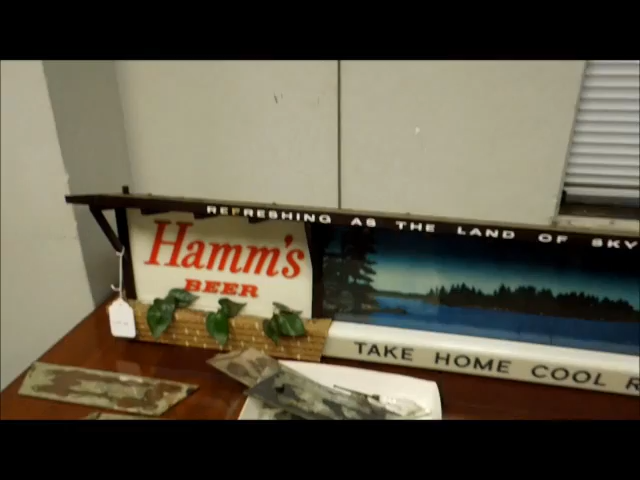 REFRESHING AS THE LAND OF SKY
Hamm's
BEER
TAKE HOME COOL R